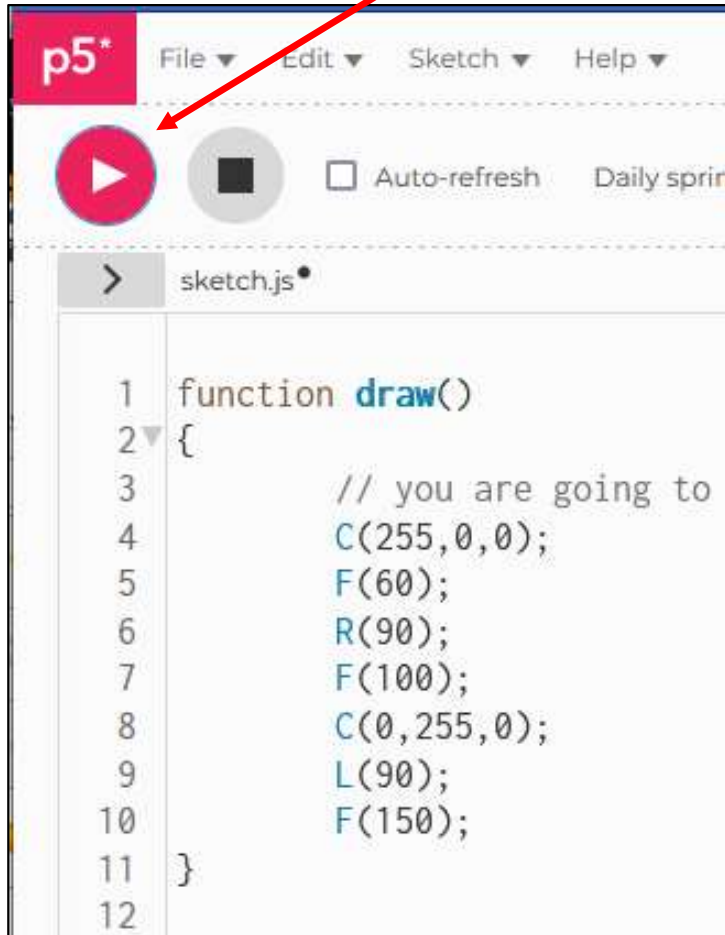 p5* File ▾ Edit ▾ Sketch ▾ Help ▾
Auto-refresh Daily
> sketch.js●
1 function draw()
2 {
3 // you are going to
4 C(255,0,0);
5 F(60);
6 R(90);
7 F(100);
8 C(0,255,0);
9 L(90);
10 F(150);
11 }
12